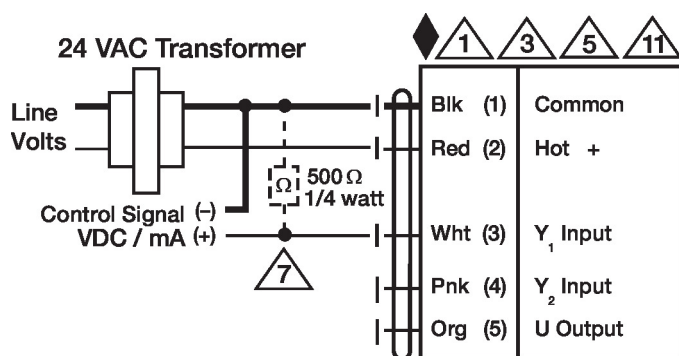 24 VAC Transformer
1 3 5 11
Line
Volts
Blk (1) Common
Red (2) Hot +
Ω 500 Ω
1/4 watt
Control Signal (–)
VDC / mA (+)
Wht (3) Y1 Input
7
Pnk (4) Y2 Input
Org (5) U Output